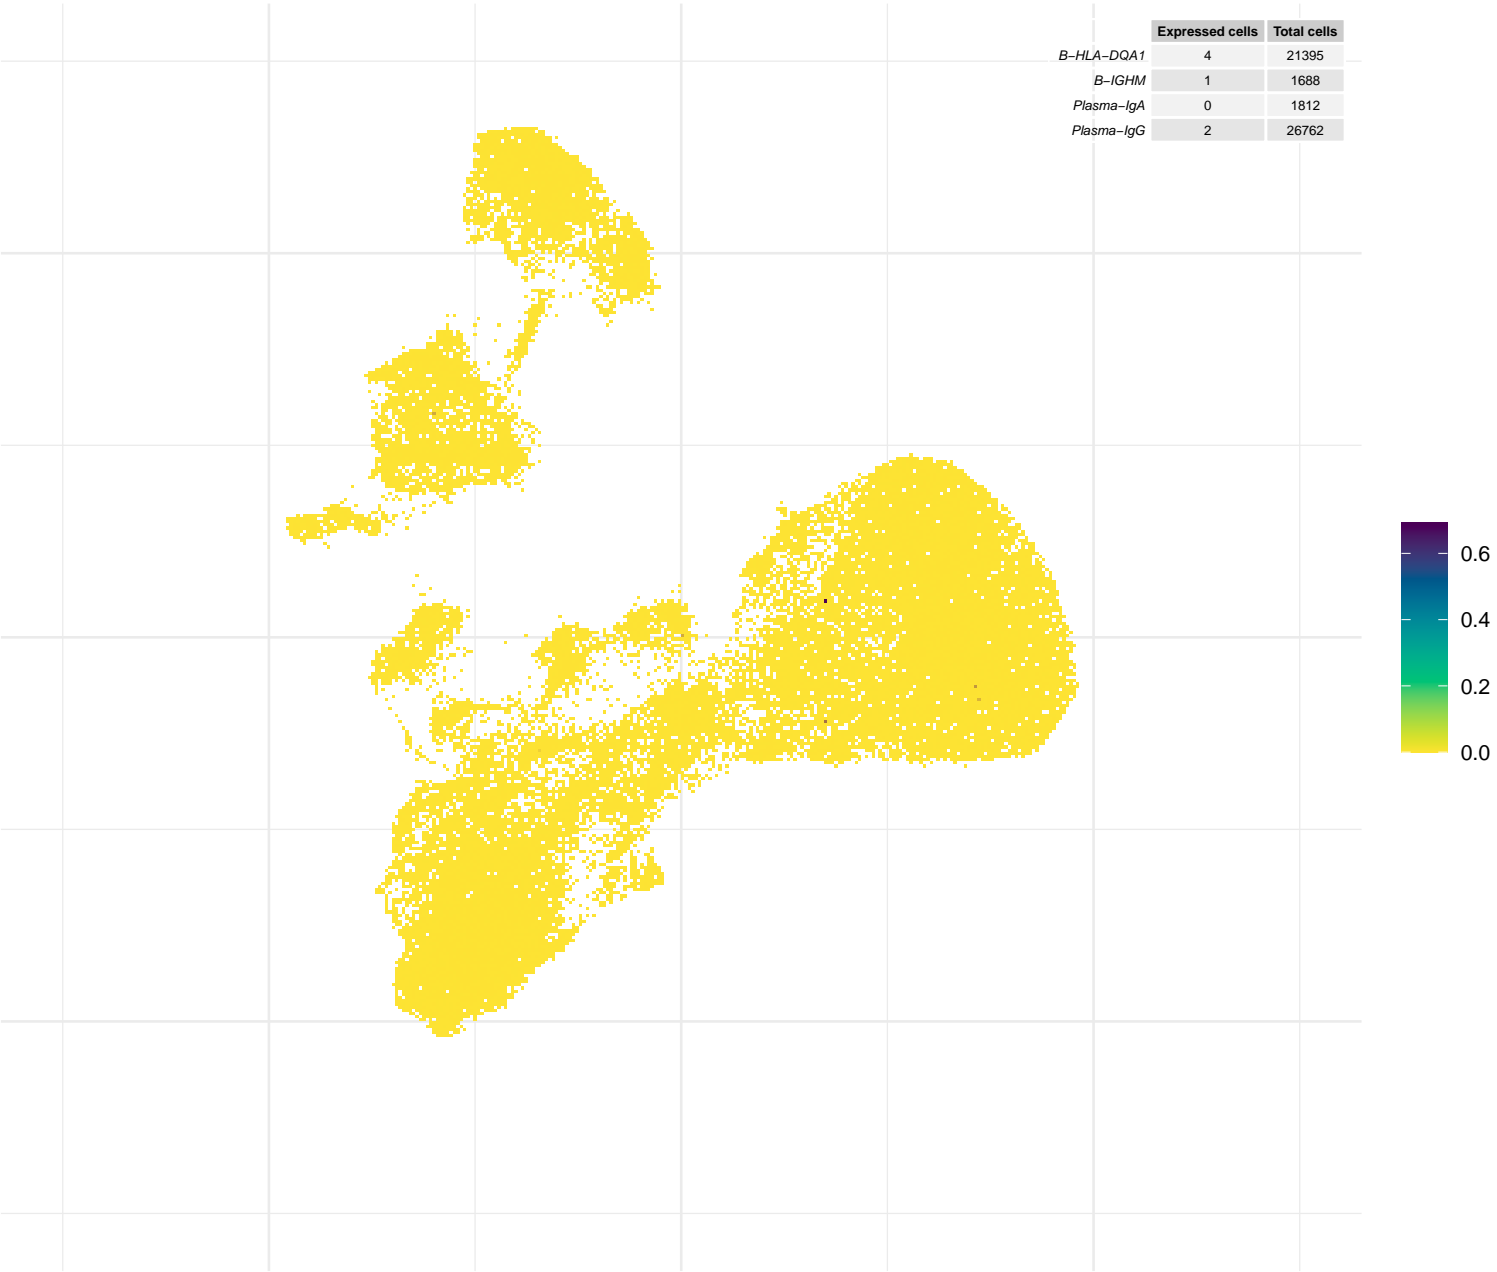 Expressed cells Total cells
B−HLA−DQA1 4 21395
B−IGHM 1 1688
Plasma−IgA 0 1812
Plasma−IgG 2 26762
0.6
0.4
0.2
0.0